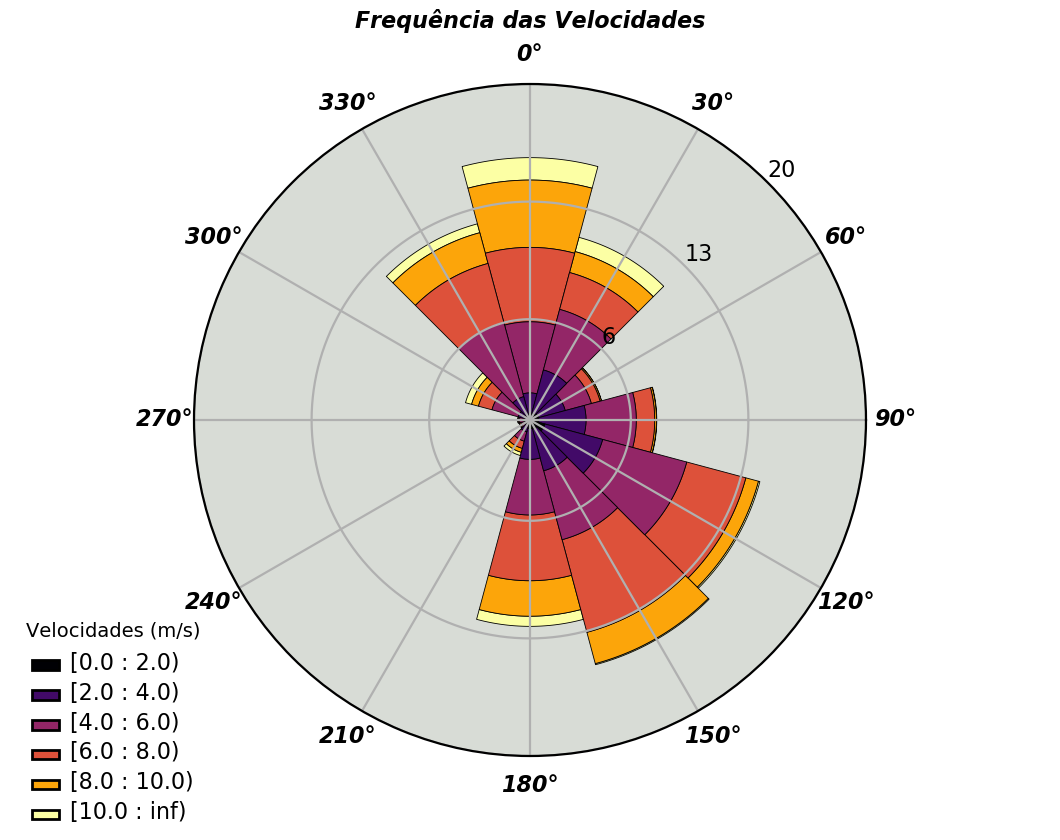 Frequência das Velocidades
0°
330°
30°
20
300°
60°
13
6
270°
90°
240°
120°
210°
150°
180°
Velocidades (m/s)
[0.0 : 2.0)
[2.0 : 4.0)
[4.0 : 6.0)
[6.0 : 8.0)
[8.0 : 10.0)
[10.0 : inf)